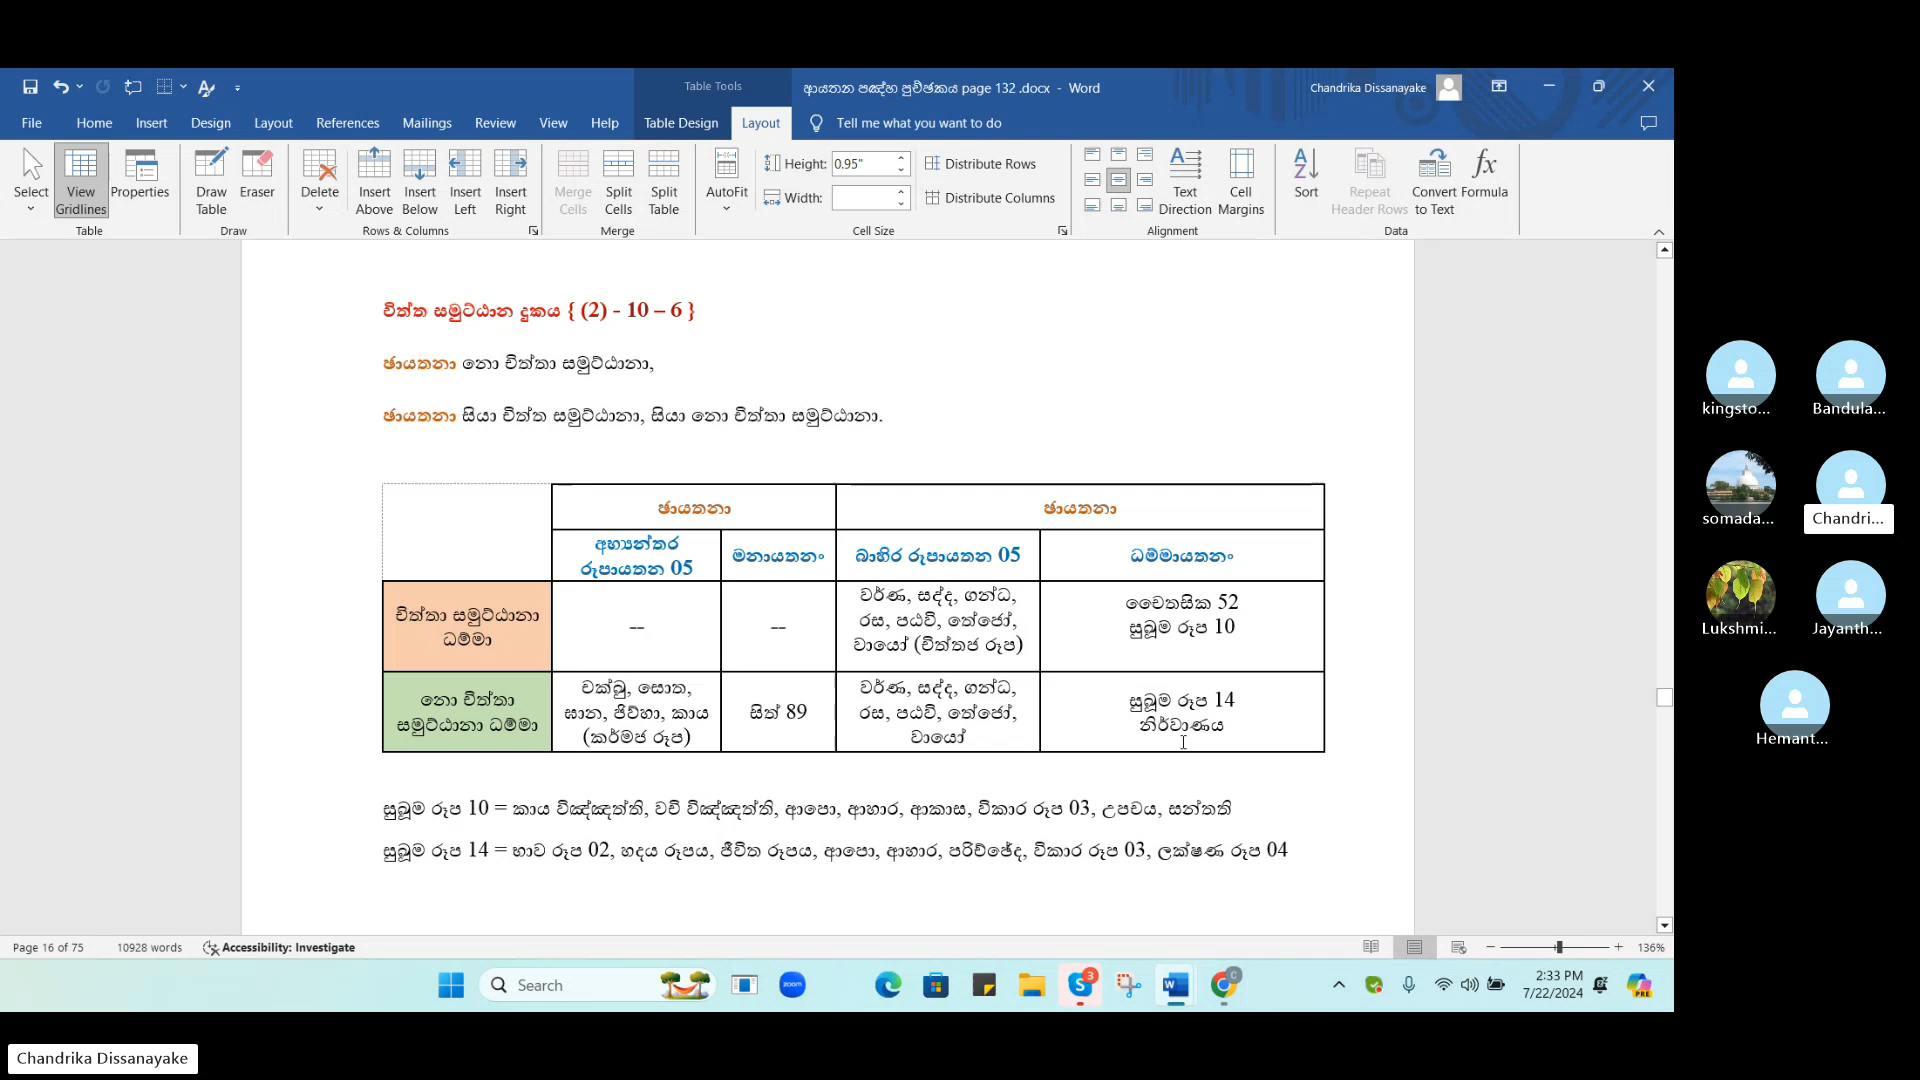 Table Tools
ආයතන පඤ්හ පුච්ඡකය page 132 .docx - Word
Chandrika Dissanayake
File Home Insert Design Layout References Mailings Review View Help Table Design Layout Tell me what you want to do
Select
View Gridlines
Properties
Table
Draw Table
Eraser
Draw
Delete
Insert Above
Insert Below
Insert Left
Insert Right
Rows & Columns
Merge Cells
Split Cells
Split Table
Merge
AutoFit
Height: 0.95"
Width:
Distribute Rows
Distribute Columns
Cell Size
Text Direction
Cell Margins
Alignment
Sort
Repeat Header Rows
Convert to Text
Formula
fx
Data
චිත්ත සමුට්ඨාන දුකය { (2) - 10 – 6 }
ඡායතනා නො චිත්තා සමුට්ඨානා,
ඡායතනා සියා චිත්ත සමුට්ඨානා, සියා නො චිත්තා සමුට්ඨානා.
ඡායතනා ඡායතනා
අභ්‍යන්තර රූපායතන 05
මනායතනං
බාහිර රූපායතන 05
ධම්මායතනං
චිත්තා සමුට්ඨානා
ධම්මා
--
--
වර්ණ, සද්ද, ගන්ධ,
රස, පඨවි, තේජෝ,
වායෝ (චිත්තජ රූප)
චෛතසික 52
සුඛූම රූප 10
නො චිත්තා
සමුට්ඨානා ධම්මා
චක්ඛු, සොත,
ඝාන, ජිව්හා, කාය
(කර්මජ රූප)
සිත් 89
වර්ණ, සද්ද, ගන්ධ,
රස, පඨවි, තේජෝ,
වායෝ
සුඛූම රූප 14
නිර්වාණය
සුඛූම රූප 10 = කාය විඤ්ඤත්ති, වචී විඤ්ඤත්ති, ආපො, ආහාර, ආකාස, විකාර රූප 03, උපචය, සන්තති
සුඛූම රූප 14 = භාව රූප 02, හදය රූපය, ජීවිත රූපය, ආපො, ආහාර, පරිච්ඡේද, විකාර රූප 03, ලක්ෂණ රූප 04
Page 16 of 75 10928 words Accessibility: Investigate 136%
Search
zoom
3
C
2:33 PM
7/22/2024
PRE
kingsto...
Bandula...
somada...
Chandri...
Lukshmi...
Jayanth...
Hemant...
Chandrika Dissanayake